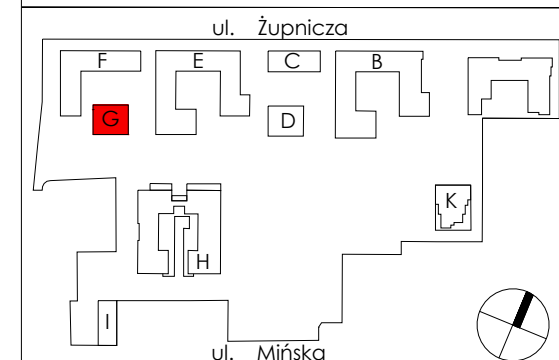 ul. Żupnicza
F E C B
G D
K
H
I
ul. Mińska